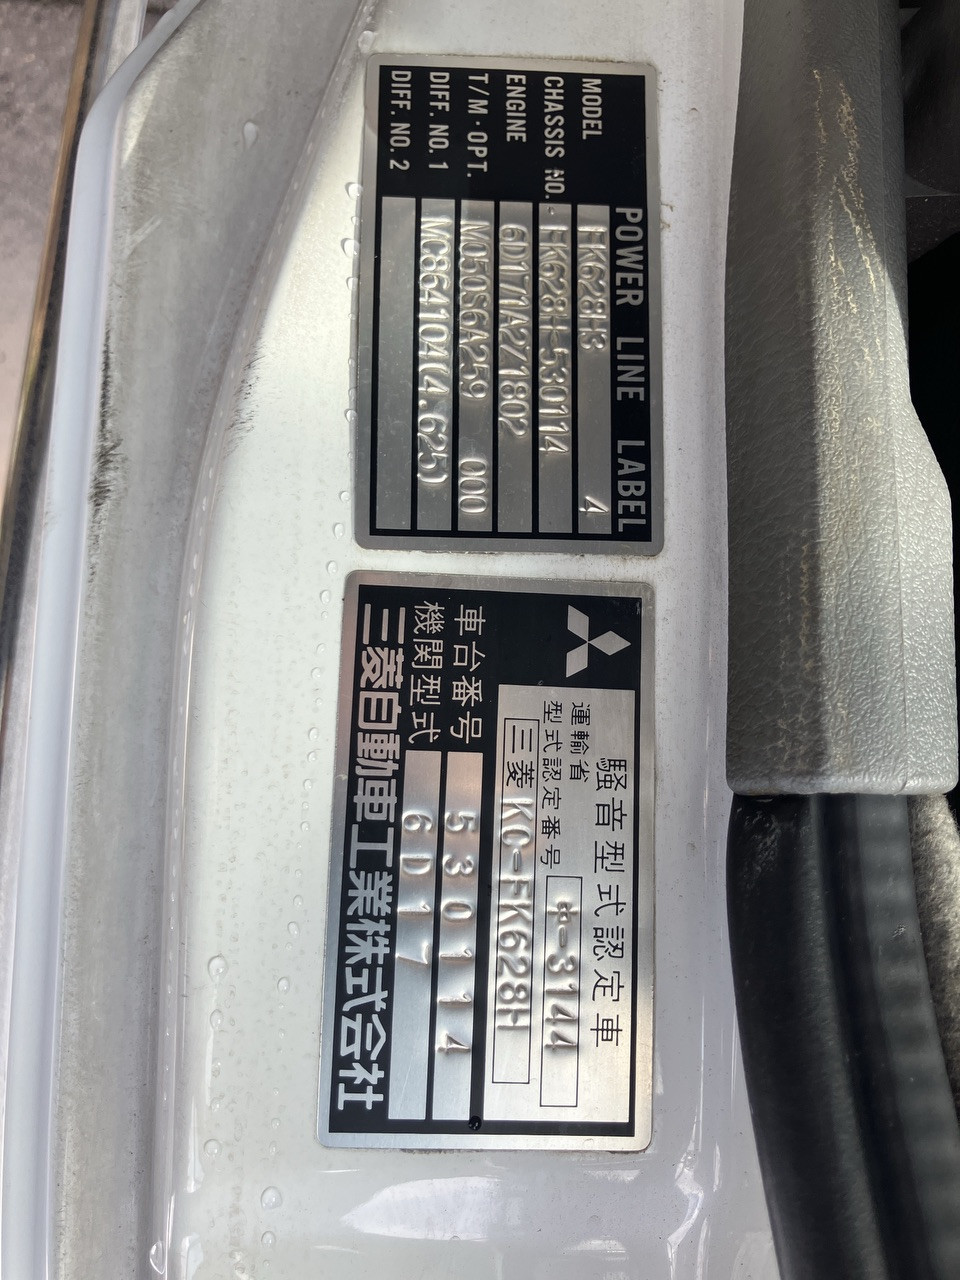 POWER LINE LABEL
MODEL FK628H3 4
CHASSIS NO. FK628H-530114
ENGINE 6D17/1A2/1802
T/M·OPT. M050S6A259 000
DIFF. NO. 1 MC864104(4.625)
DIFF. NO. 2
騒音型式認定車
運輸省
型式認定番号 中-3144
三菱 KC-FK628H
車台番号 530114
機関型式 6D17
三菱自動車工業株式会社